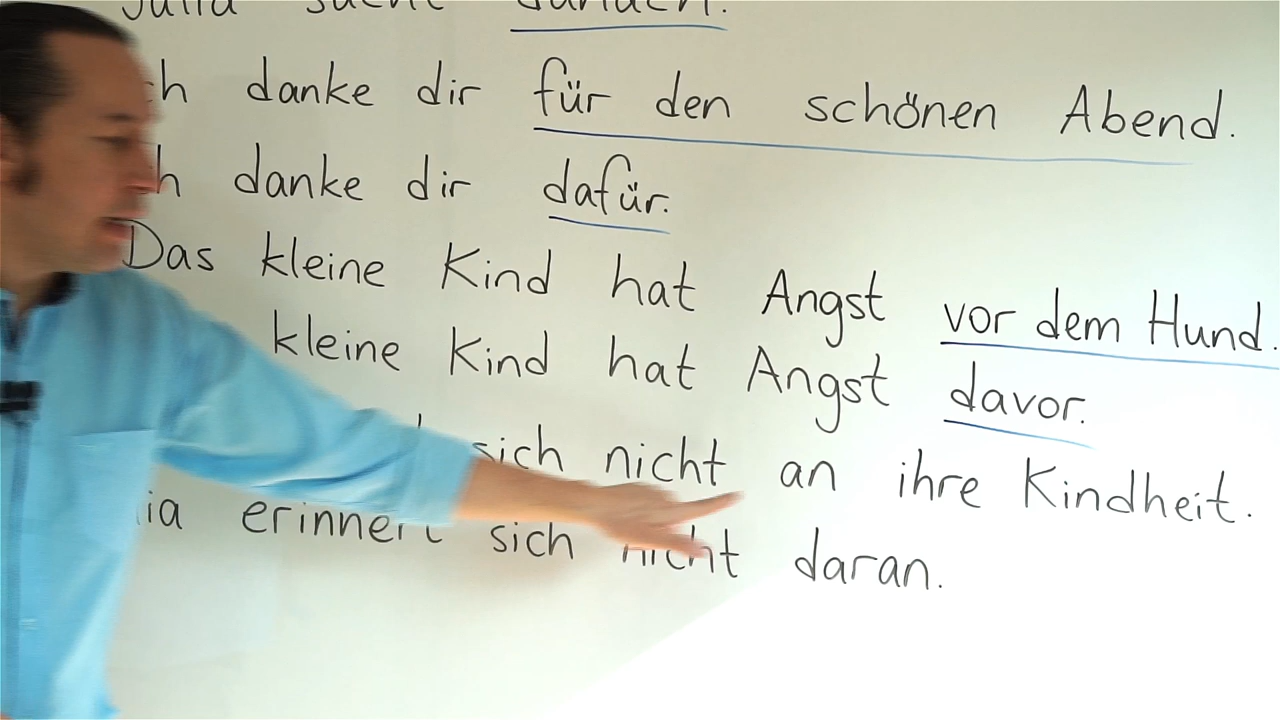 danke dir für den schönen Abend.
danke dir dafür.
Das kleine Kind hat Angst vor dem Hund.
kleine Kind hat Angst davor.
sich nicht an ihre Kindheit.
erinnert sich nicht daran.